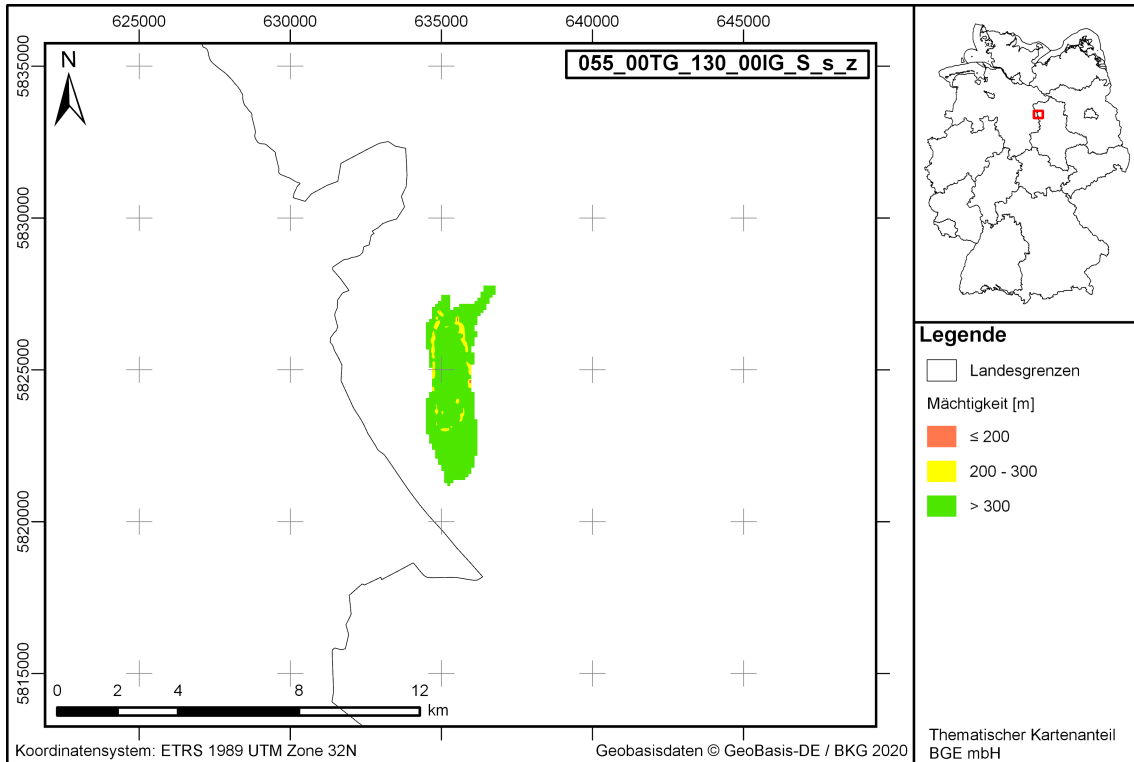 625000 630000 635000 640000 645000
055_00TG_130_00IG_S_s_z
N
5835000
5830000
5825000
5820000
5815000
0 2 4 8 12
km
Koordinatensystem: ETRS 1989 UTM Zone 32N
Geobasisdaten © GeoBasis-DE / BKG 2020
Legende
Landesgrenzen
Mächtigkeit [m]
≤ 200
200 - 300
> 300
Thematischer Kartenanteil
BGE mbH